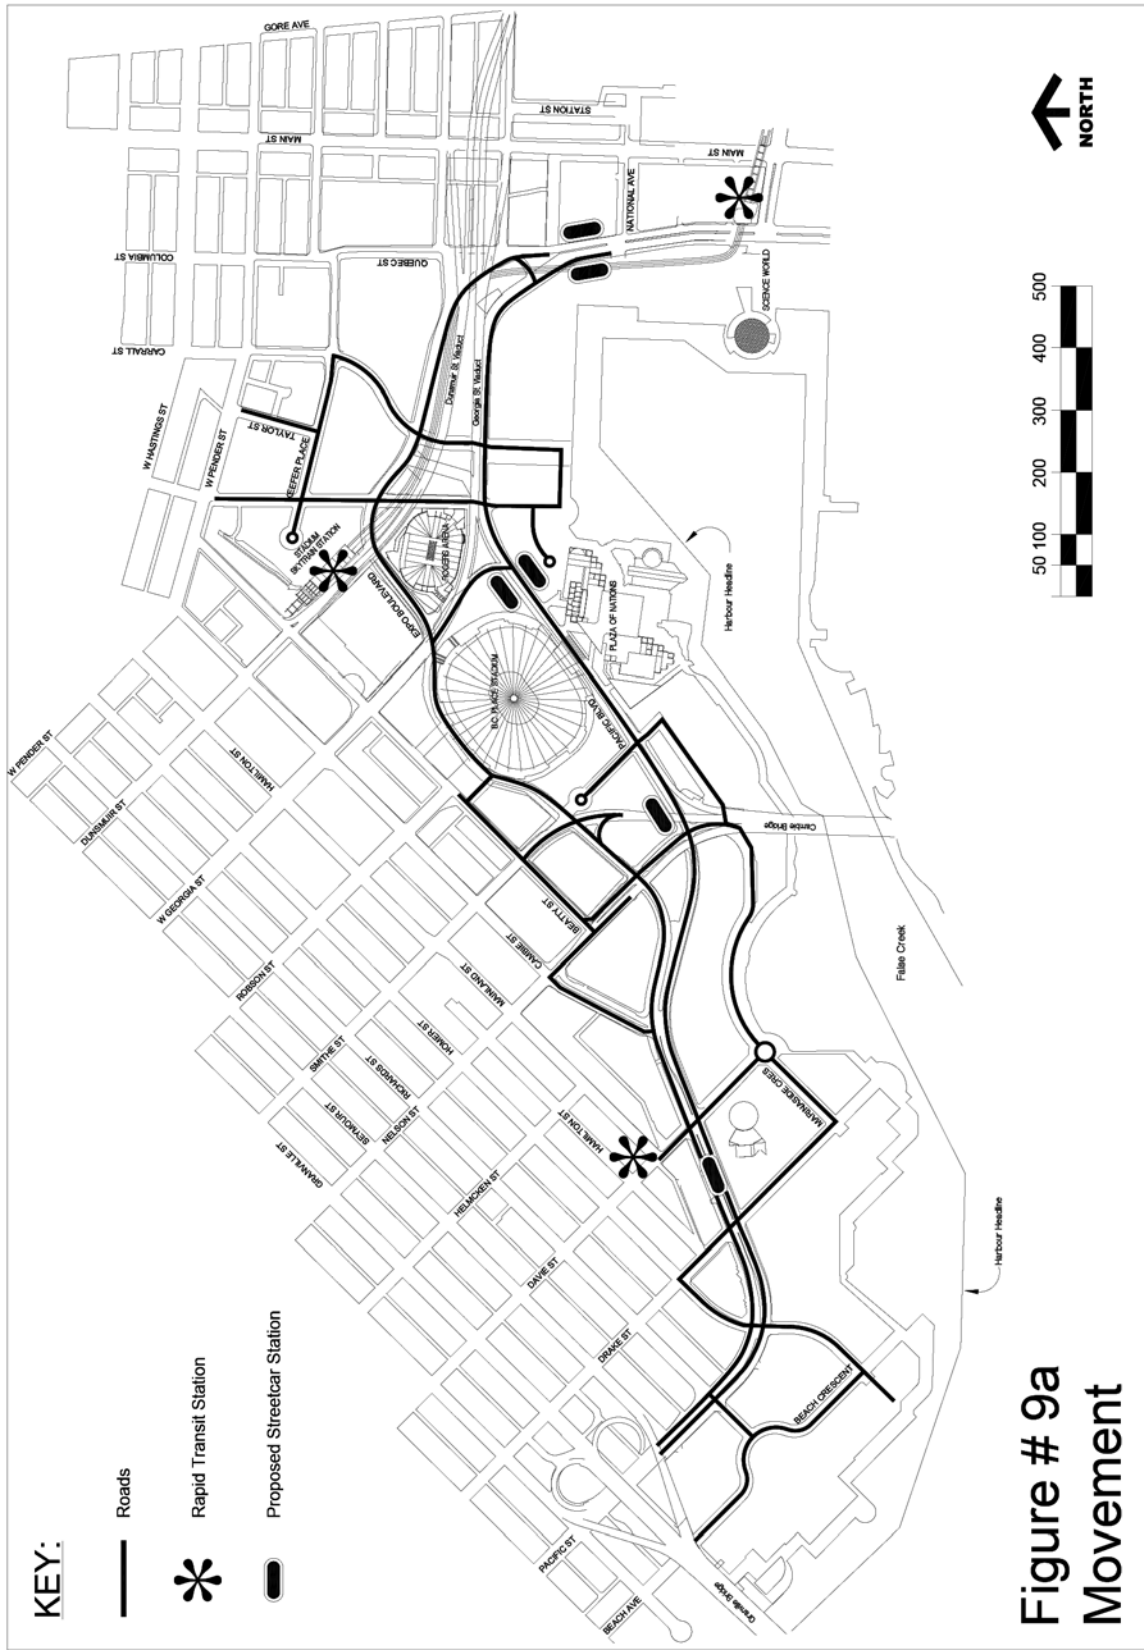 KEY:
Roads
Rapid Transit Station
Proposed Streetcar Station
Figure # 9a
Movement
NORTH
50 100 200 300 400 500
GORE AVE
MAIN ST
STATION ST
MAIN ST
NATIONAL AVE
COLUMBIA ST
QUEBEC ST
CARRALL ST
W HASTINGS ST
W PENDER ST
TAYLOR ST
KEEFER PLACE
STADIUM
SKYTRAIN STATION
Dunsmuir St. Viaduct
Georgia St. Viaduct
SCIENCE WORLD
EXPO BOULEVARD
ROGERS ARENA
B.C. PLACE STADIUM
PLAZA OF NATIONS
PACIFIC BLVD
Harbour Headline
Cambie Bridge
False Creek
W PENDER ST
DUNSMUIR ST
HAMILTON ST
W GEORGIA ST
ROBSON ST
SMITHE ST
BEATTY ST
CAMBIE ST
MAINLAND ST
HOMER ST
RICHARDS ST
SEYMOUR ST
NELSON ST
GRANVILLE ST
HELMCKEN ST
HAMILTON ST
DAVIE ST
DRAKE ST
MARINASIDE CRES
BEACH CRESCENT
PACIFIC ST
BEACH AVE
Granville Bridge
Harbour Headline